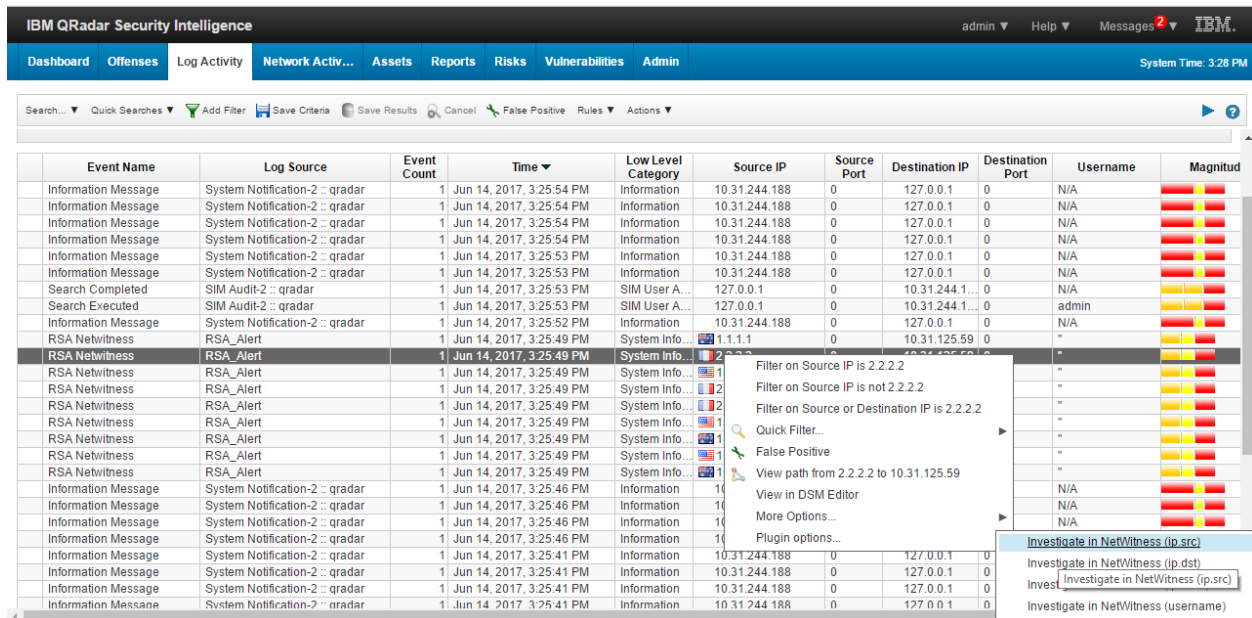 IBM QRadar Security Intelligence admin ▼ Help ▼ Messages 2 ▼ IBM.
Dashboard Offenses Log Activity Network Activ... Assets Reports Risks Vulnerabilities Admin System Time: 3:28 PM
Search... ▼ Quick Searches ▼ Add Filter Save Criteria Save Results Cancel False Positive Rules ▼ Actions ▼
Event Name Log Source Event Count Time ▼ Low Level Category Source IP Source Port Destination IP Destination Port Username Magnitud
Information Message System Notification-2 :: qradar 1 Jun 14, 2017, 3:25:54 PM Information 10.31.244.188 0 127.0.0.1 0 N/A
Information Message System Notification-2 :: qradar 1 Jun 14, 2017, 3:25:54 PM Information 10.31.244.188 0 127.0.0.1 0 N/A
Information Message System Notification-2 :: qradar 1 Jun 14, 2017, 3:25:54 PM Information 10.31.244.188 0 127.0.0.1 0 N/A
Information Message System Notification-2 :: qradar 1 Jun 14, 2017, 3:25:54 PM Information 10.31.244.188 0 127.0.0.1 0 N/A
Information Message System Notification-2 :: qradar 1 Jun 14, 2017, 3:25:53 PM Information 10.31.244.188 0 127.0.0.1 0 N/A
Information Message System Notification-2 :: qradar 1 Jun 14, 2017, 3:25:53 PM Information 10.31.244.188 0 127.0.0.1 0 N/A
Search Completed SIM Audit-2 :: qradar 1 Jun 14, 2017, 3:25:53 PM SIM User A... 127.0.0.1 0 10.31.244.1... 0 N/A
Search Executed SIM Audit-2 :: qradar 1 Jun 14, 2017, 3:25:53 PM SIM User A... 127.0.0.1 0 10.31.244.1... 0 admin
Information Message System Notification-2 :: qradar 1 Jun 14, 2017, 3:25:52 PM Information 10.31.244.188 0 127.0.0.1 0 N/A
RSA Netwitness RSA_Alert 1 Jun 14, 2017, 3:25:49 PM System Info... 1.1.1.1 0 10.31.125.59 0 "
RSA Netwitness RSA_Alert 1 Jun 14, 2017, 3:25:49 PM System Info... "
Filter on Source IP is 2.2.2.2
RSA Netwitness RSA_Alert 1 Jun 14, 2017, 3:25:49 PM System Info... 1 "
Filter on Source IP is not 2.2.2.2
RSA Netwitness RSA_Alert 1 Jun 14, 2017, 3:25:49 PM System Info... 2 "
Filter on Source or Destination IP is 2.2.2.2
RSA Netwitness RSA_Alert 1 Jun 14, 2017, 3:25:49 PM System Info... 2 "
RSA Netwitness RSA_Alert 1 Jun 14, 2017, 3:25:49 PM System Info... 1 "
Quick Filter...
RSA Netwitness RSA_Alert 1 Jun 14, 2017, 3:25:49 PM System Info... 1 "
False Positive
RSA Netwitness RSA_Alert 1 Jun 14, 2017, 3:25:49 PM System Info... 1 "
RSA Netwitness RSA_Alert 1 Jun 14, 2017, 3:25:49 PM System Info... 1 "
View path from 2.2.2.2 to 10.31.125.59
Information Message System Notification-2 :: qradar 1 Jun 14, 2017, 3:25:46 PM Information 10 N/A
View in DSM Editor
Information Message System Notification-2 :: qradar 1 Jun 14, 2017, 3:25:46 PM Information 10 N/A
More Options...
Information Message System Notification-2 :: qradar 1 Jun 14, 2017, 3:25:46 PM Information 10 N/A
Plugin options...
Information Message System Notification-2 :: qradar 1 Jun 14, 2017, 3:25:46 PM Information 10
Investigate in NetWitness (ip.src)
Information Message System Notification-2 :: qradar 1 Jun 14, 2017, 3:25:41 PM Information 10.31.244.188 0 127.0.0.1 0
Investigate in NetWitness (ip.dst)
Information Message System Notification-2 :: qradar 1 Jun 14, 2017, 3:25:41 PM Information 10.31.244.188 0 127.0.0.1 0
Investigate in NetWitness (ip.src)
Information Message System Notification-2 :: qradar 1 Jun 14, 2017, 3:25:41 PM Information 10.31.244.188 0 127.0.0.1 0
Information Message System Notification-2 :: qradar 1 Jun 14, 2017, 3:25:41 PM Information 10.31.244.188 0 127.0.0.1 0
Investigate in NetWitness (username)